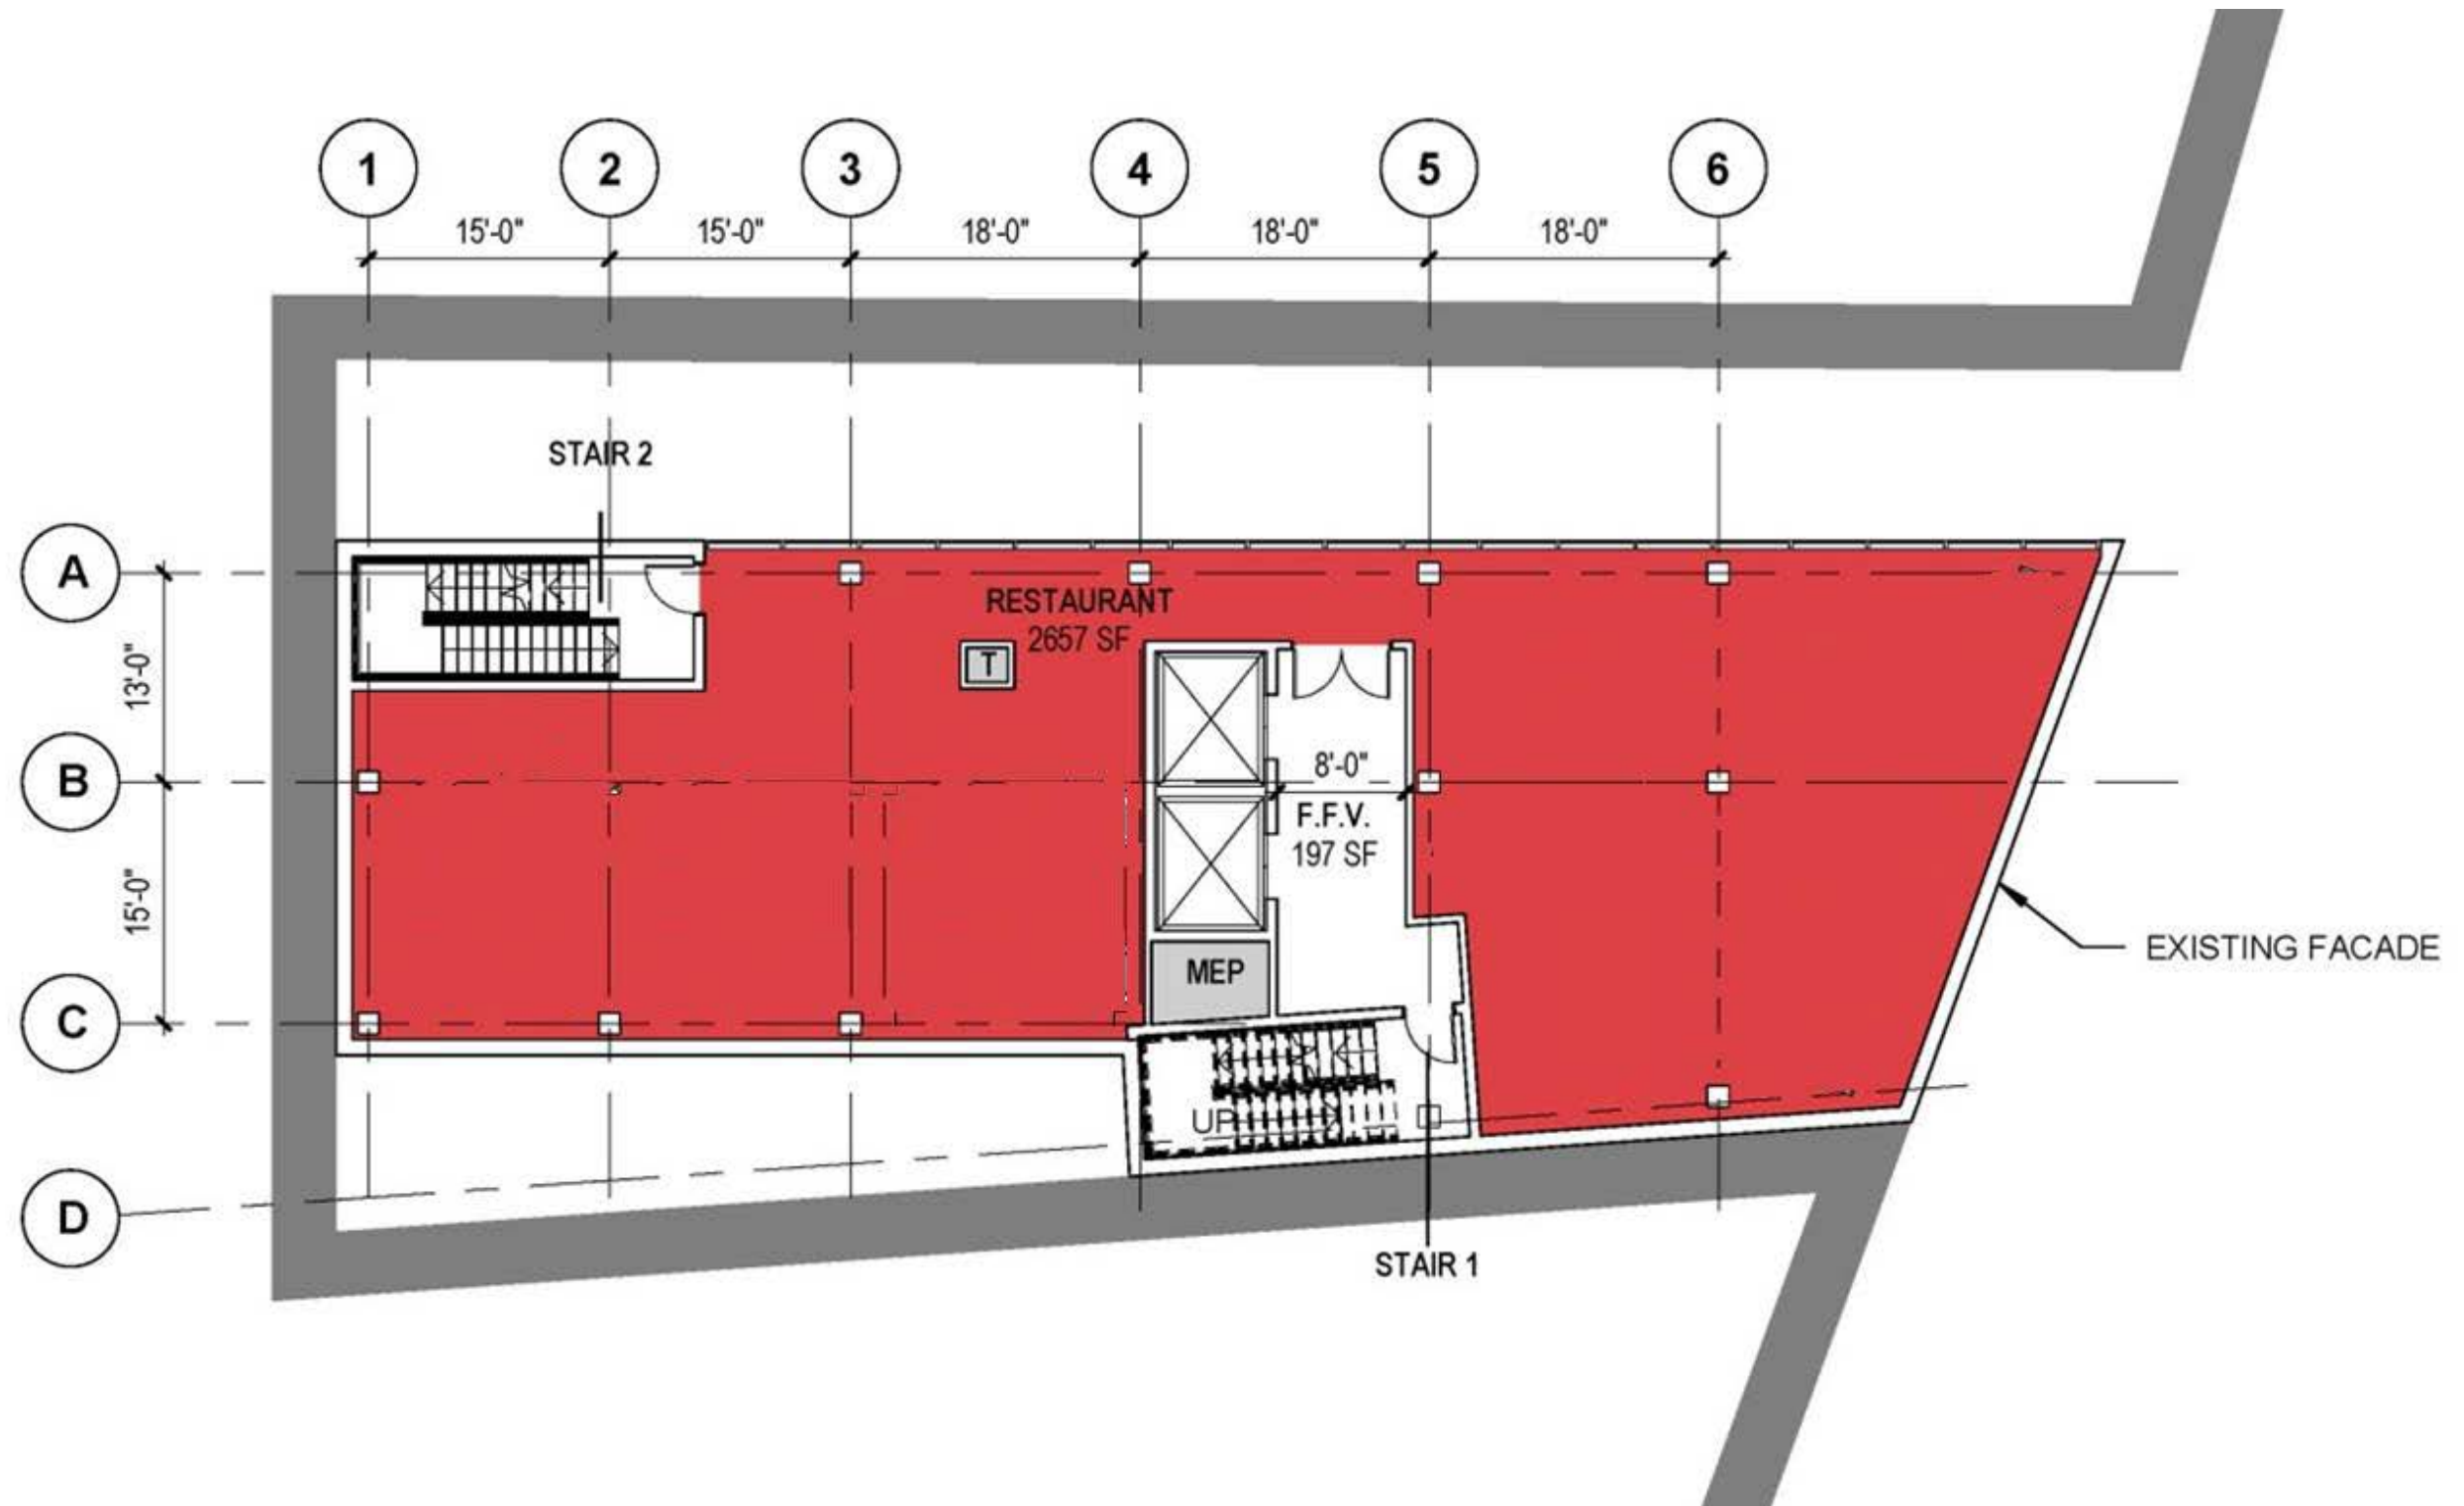 1
2
3
4
5
6
15'-0"
15'-0"
18'-0"
18'-0"
18'-0"
STAIR 2
A
RESTAURANT
2657 SF
T
13'-0"
B
8'-0"
F.F.V.
197 SF
15'-0"
EXISTING FACADE
MEP
C
UP
D
STAIR 1